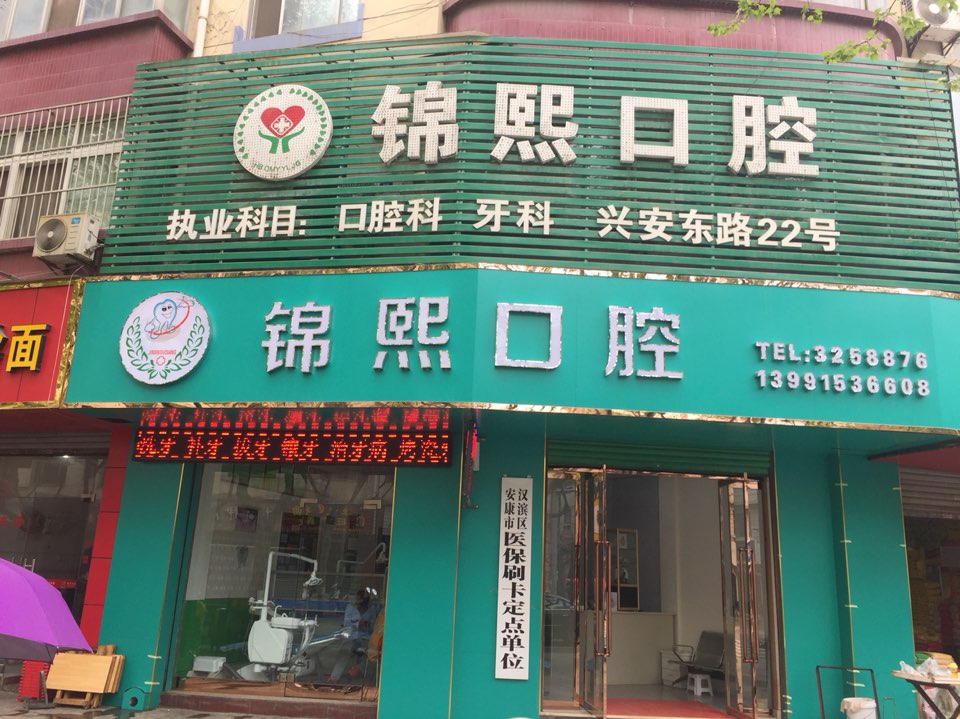 锦熙口腔
执业科目: 口腔科 牙科 兴安东路22号
锦熙口腔
TEL:3258876
13991536608
面
安康市汉滨区医保刷卡定点单位